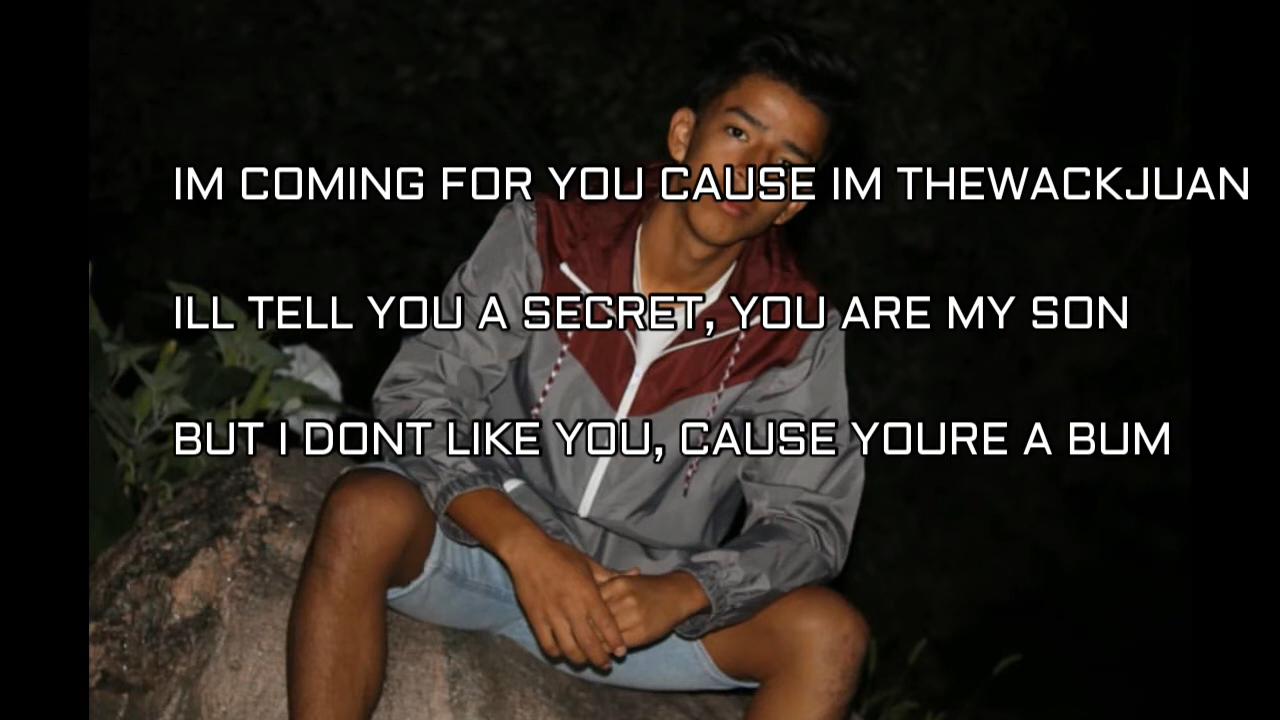 IM COMING FOR YOU CAUSE IM THEWACKJUAN
ILL TELL YOU A SECRET, YOU ARE MY SON
BUT I DONT LIKE YOU, CAUSE YOURE A BUM